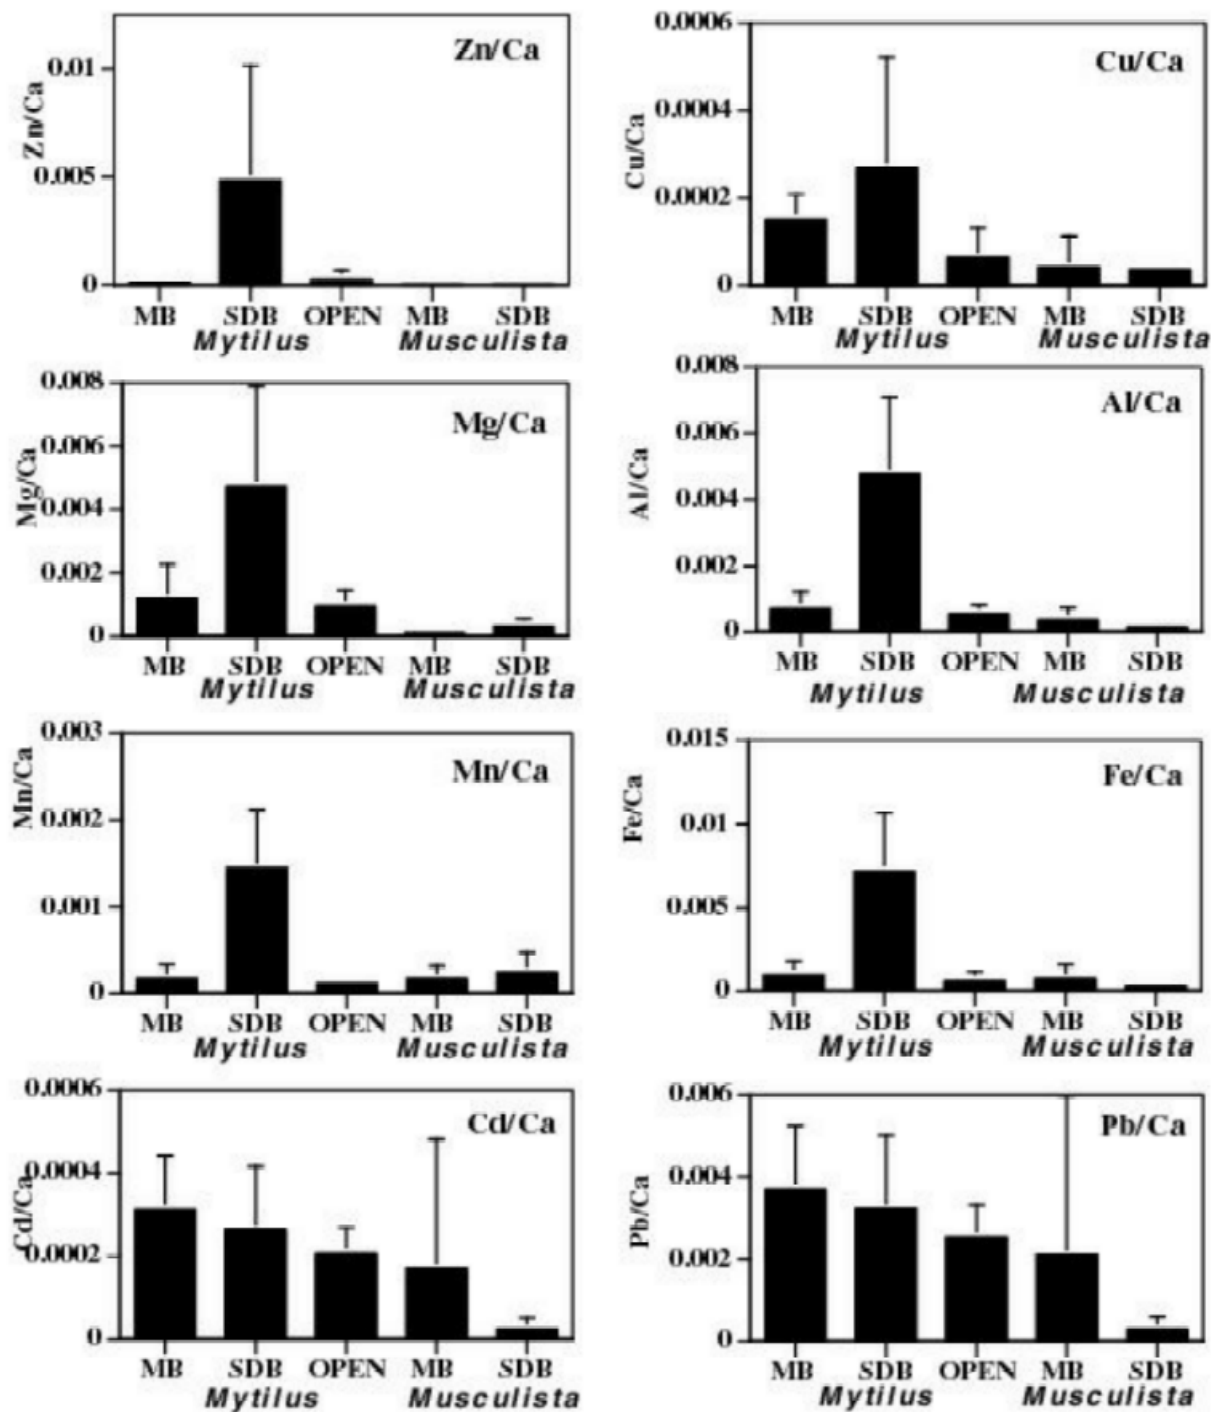 Zn/Ca
Zn/Ca
0.01
0.005
0
MB SDB OPEN MB SDB
Mytilus Musculista
Cu/Ca
Cu/Ca
0.0006
0.0004
0.0002
0
MB SDB OPEN MB SDB
Mytilus Musculista
Mg/Ca
Mg/Ca
0.008
0.006
0.004
0.002
0
MB SDB OPEN MB SDB
Mytilus Musculista
Al/Ca
Al/Ca
0.008
0.006
0.004
0.002
0
MB SDB OPEN MB SDB
Mytilus Musculista
Mn/Ca
Mn/Ca
0.003
0.002
0.001
0
MB SDB OPEN MB SDB
Mytilus Musculista
Fe/Ca
Fe/Ca
0.015
0.01
0.005
0
MB SDB OPEN MB SDB
Mytilus Musculista
Cd/Ca
Cd/Ca
0.0006
0.0004
0.0002
0
MB SDB OPEN MB SDB
Mytilus Musculista
Pb/Ca
Pb/Ca
0.006
0.004
0.002
0
MB SDB OPEN MB SDB
Mytilus Musculista